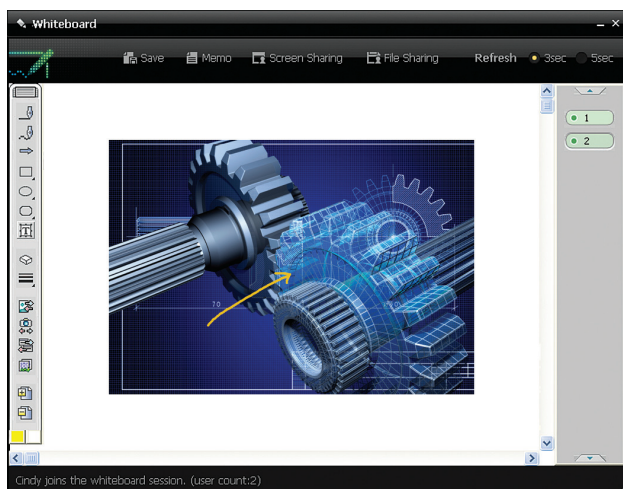 Whiteboard
Save Memo Screen Sharing File Sharing Refresh 3sec 5sec
1
2
70
Cindy joins the whiteboard session. (user count:2)